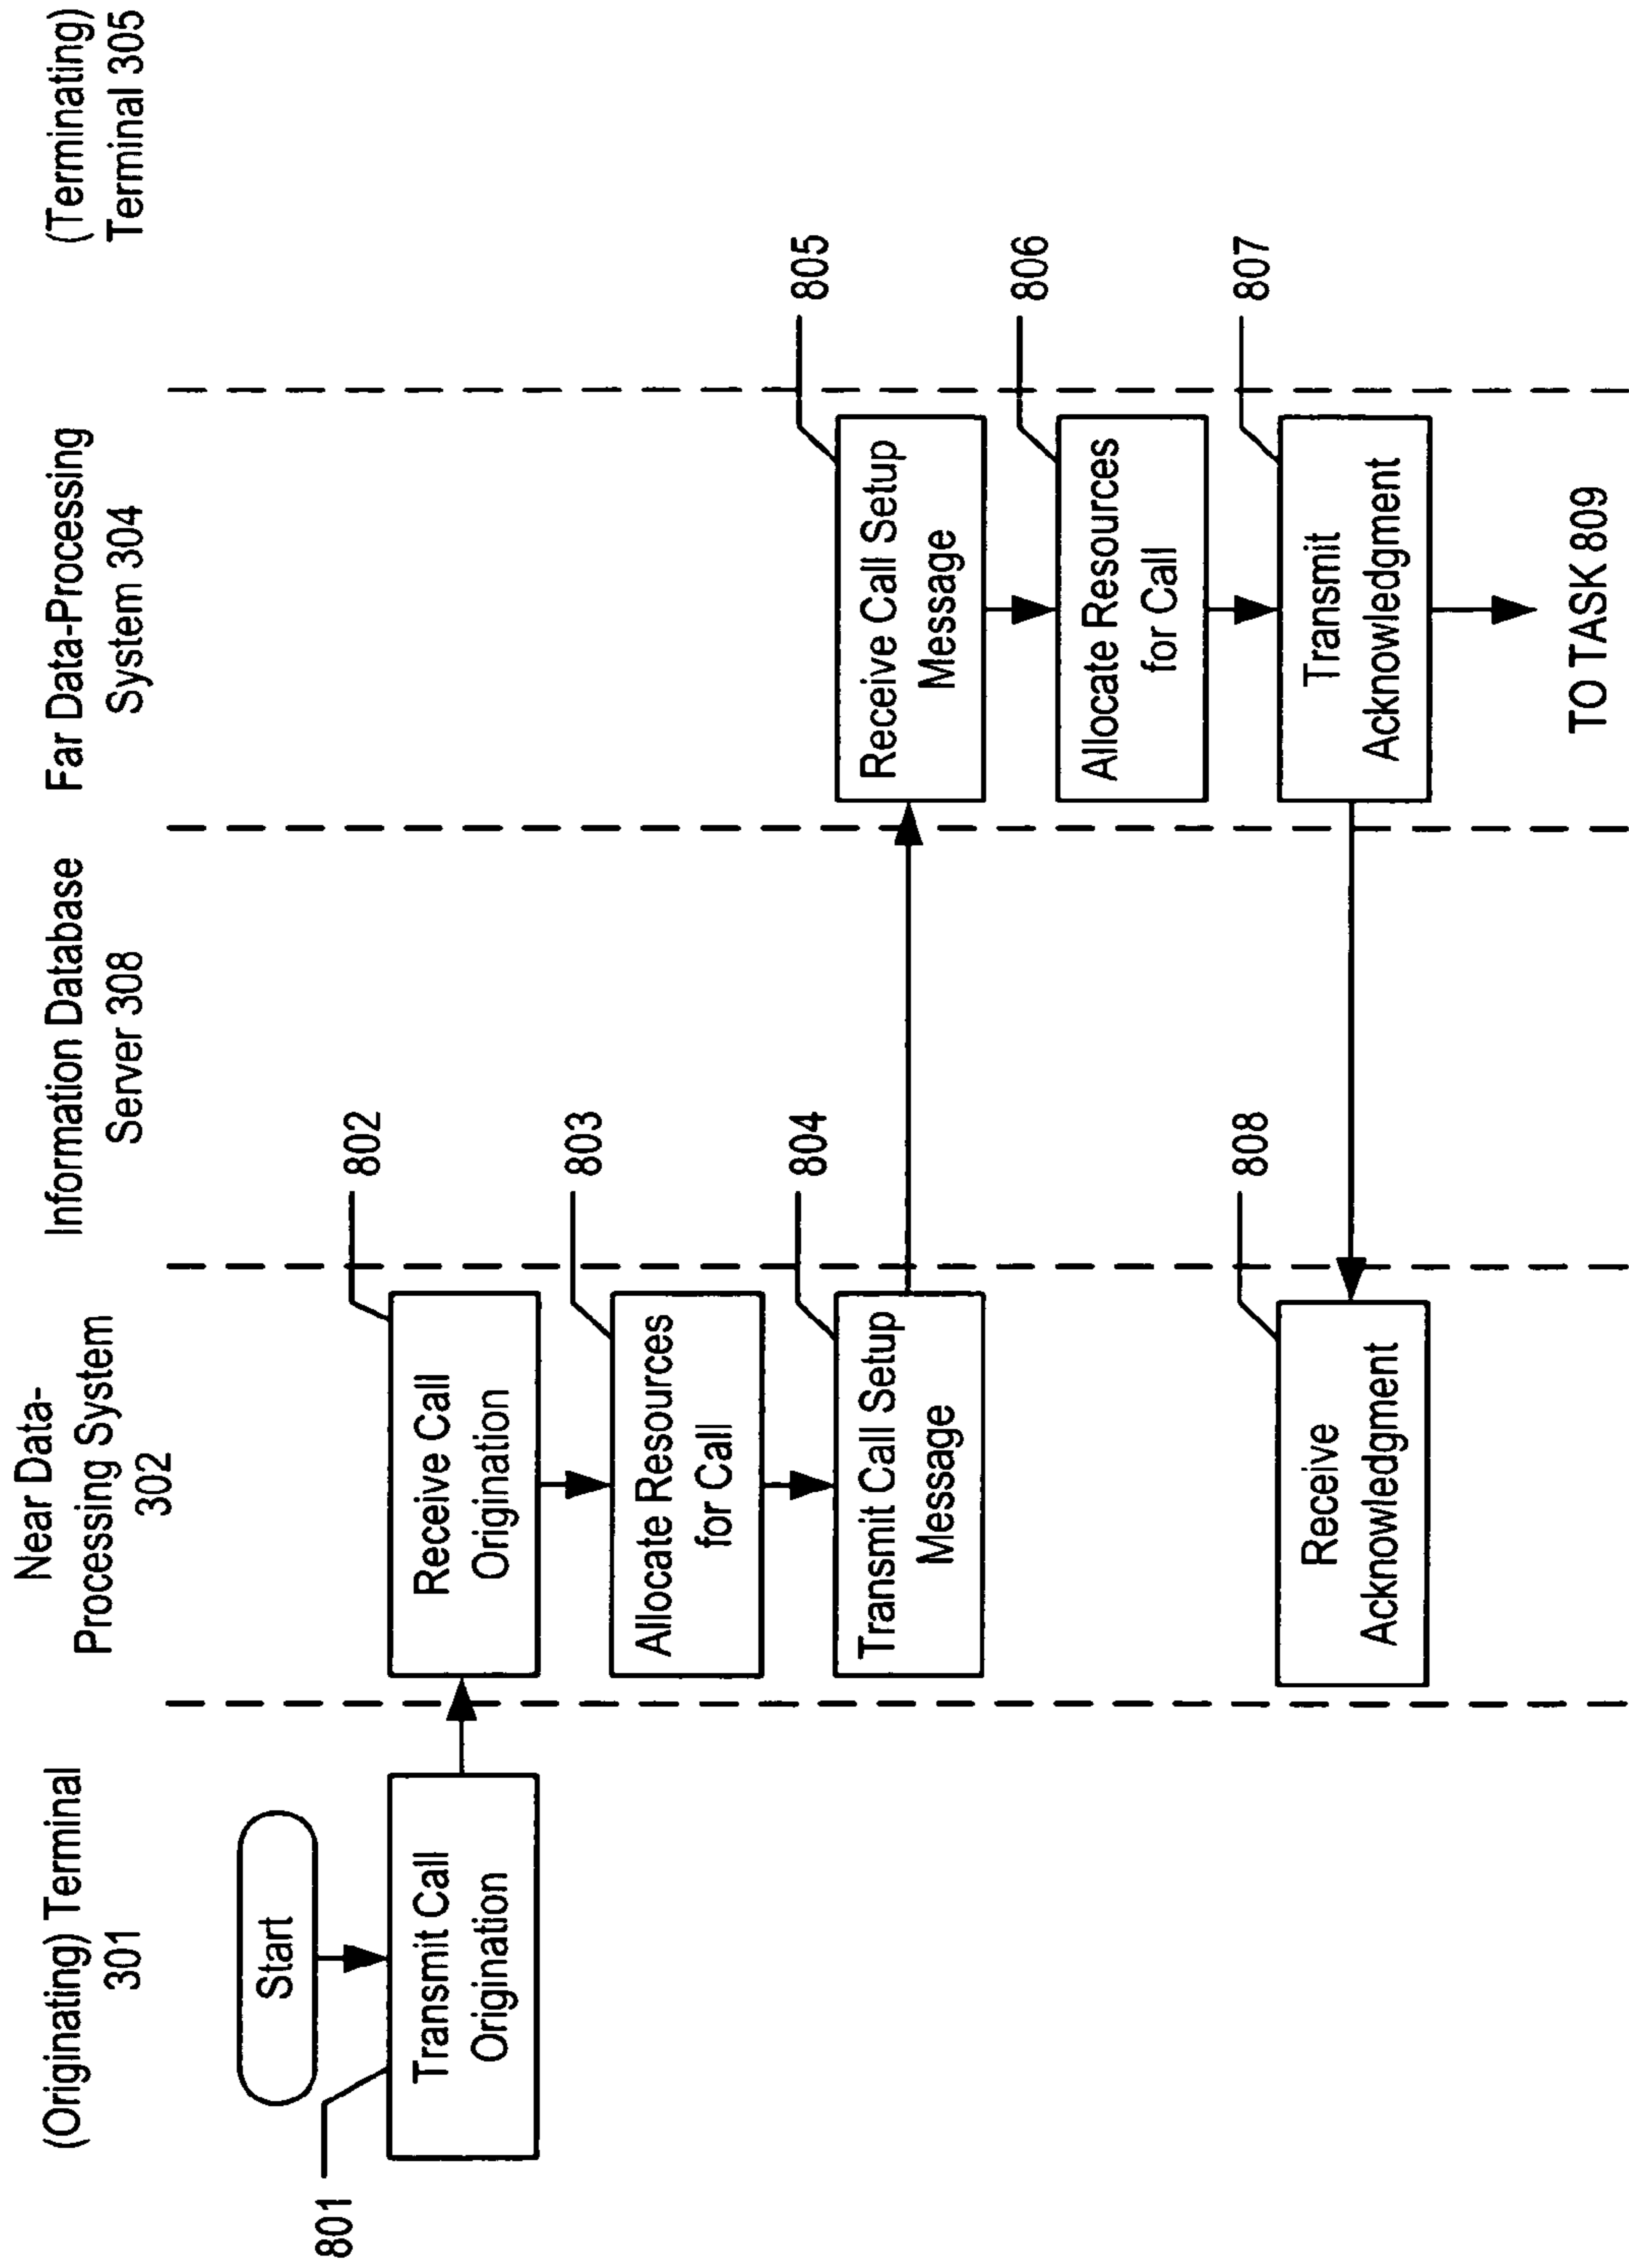 (Originating) Terminal
301
Near Data-
Processing System
302
Information Database
Server 308
Far Data-Processing
System 304
(Terminating)
Terminal 305
Start
801
Transmit Call
Origination
802
Receive Call
Origination
803
Allocate Resources
for Call
804
Transmit Call Setup
Message
805
Receive Call Setup
Message
806
Allocate Resources
for Call
807
Transmit
Acknowledgment
808
Receive
Acknowledgment
TO TASK 809